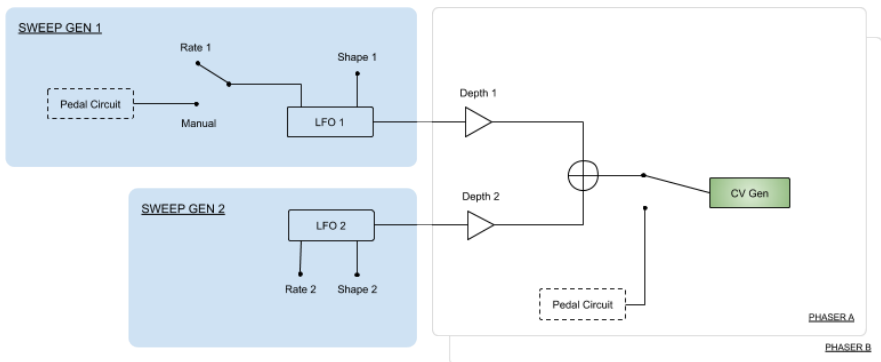 SWEEP GEN 1
Rate 1
Shape 1
Pedal Circuit
Manual
LFO 1
Depth 1
SWEEP GEN 2
LFO 2
Rate 2
Shape 2
Depth 2
CV Gen
Pedal Circuit
PHASER A
PHASER B